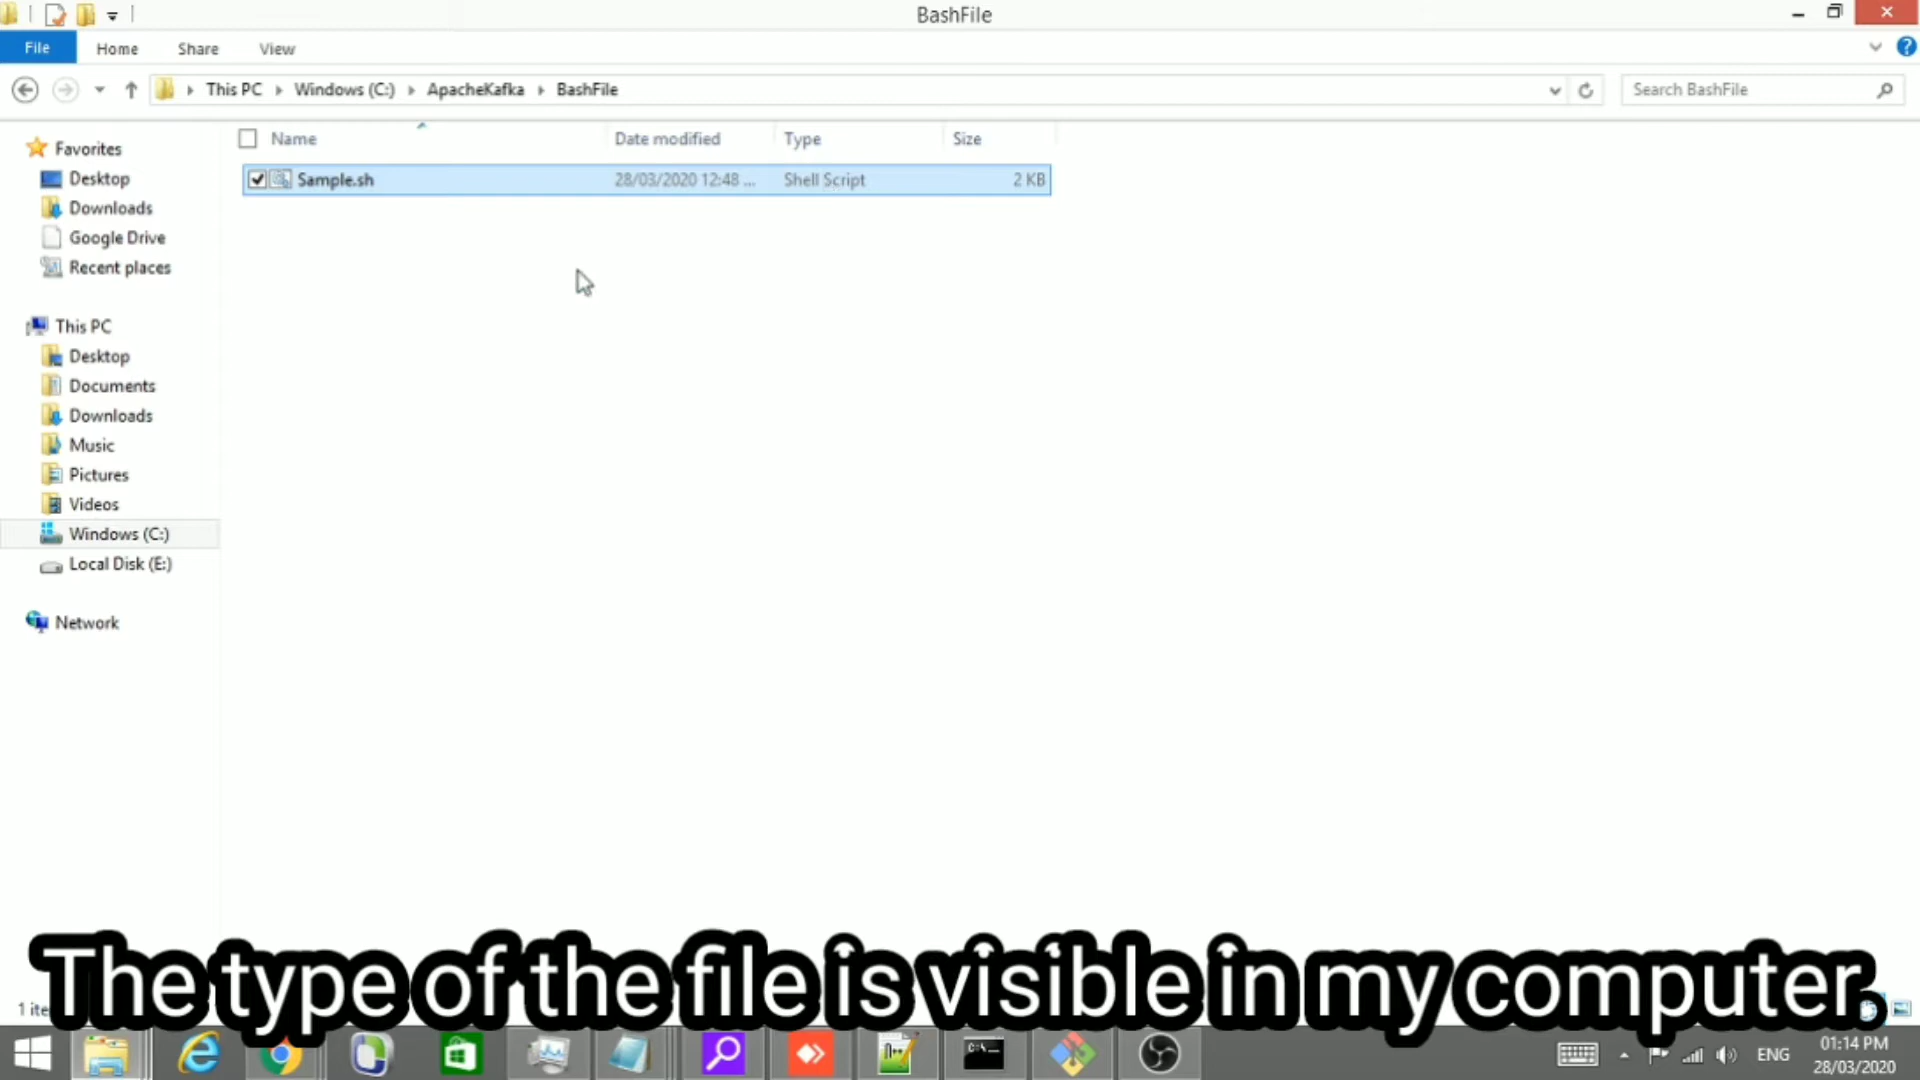 BashFile
File Home Share View
This PC Windows (C:) ApacheKafka BashFile
Search BashFile
Name Date modified Type Size
Sample.sh 28/03/2020 12:48 ... Shell Script 2 KB
Favorites
Desktop
Downloads
Google Drive
Recent places
This PC
Desktop
Documents
Downloads
Music
Pictures
Videos
Windows (C:)
Local Disk (E:)
Network
The type of the file is visible in my computer.
ENG
01:14 PM
28/03/2020